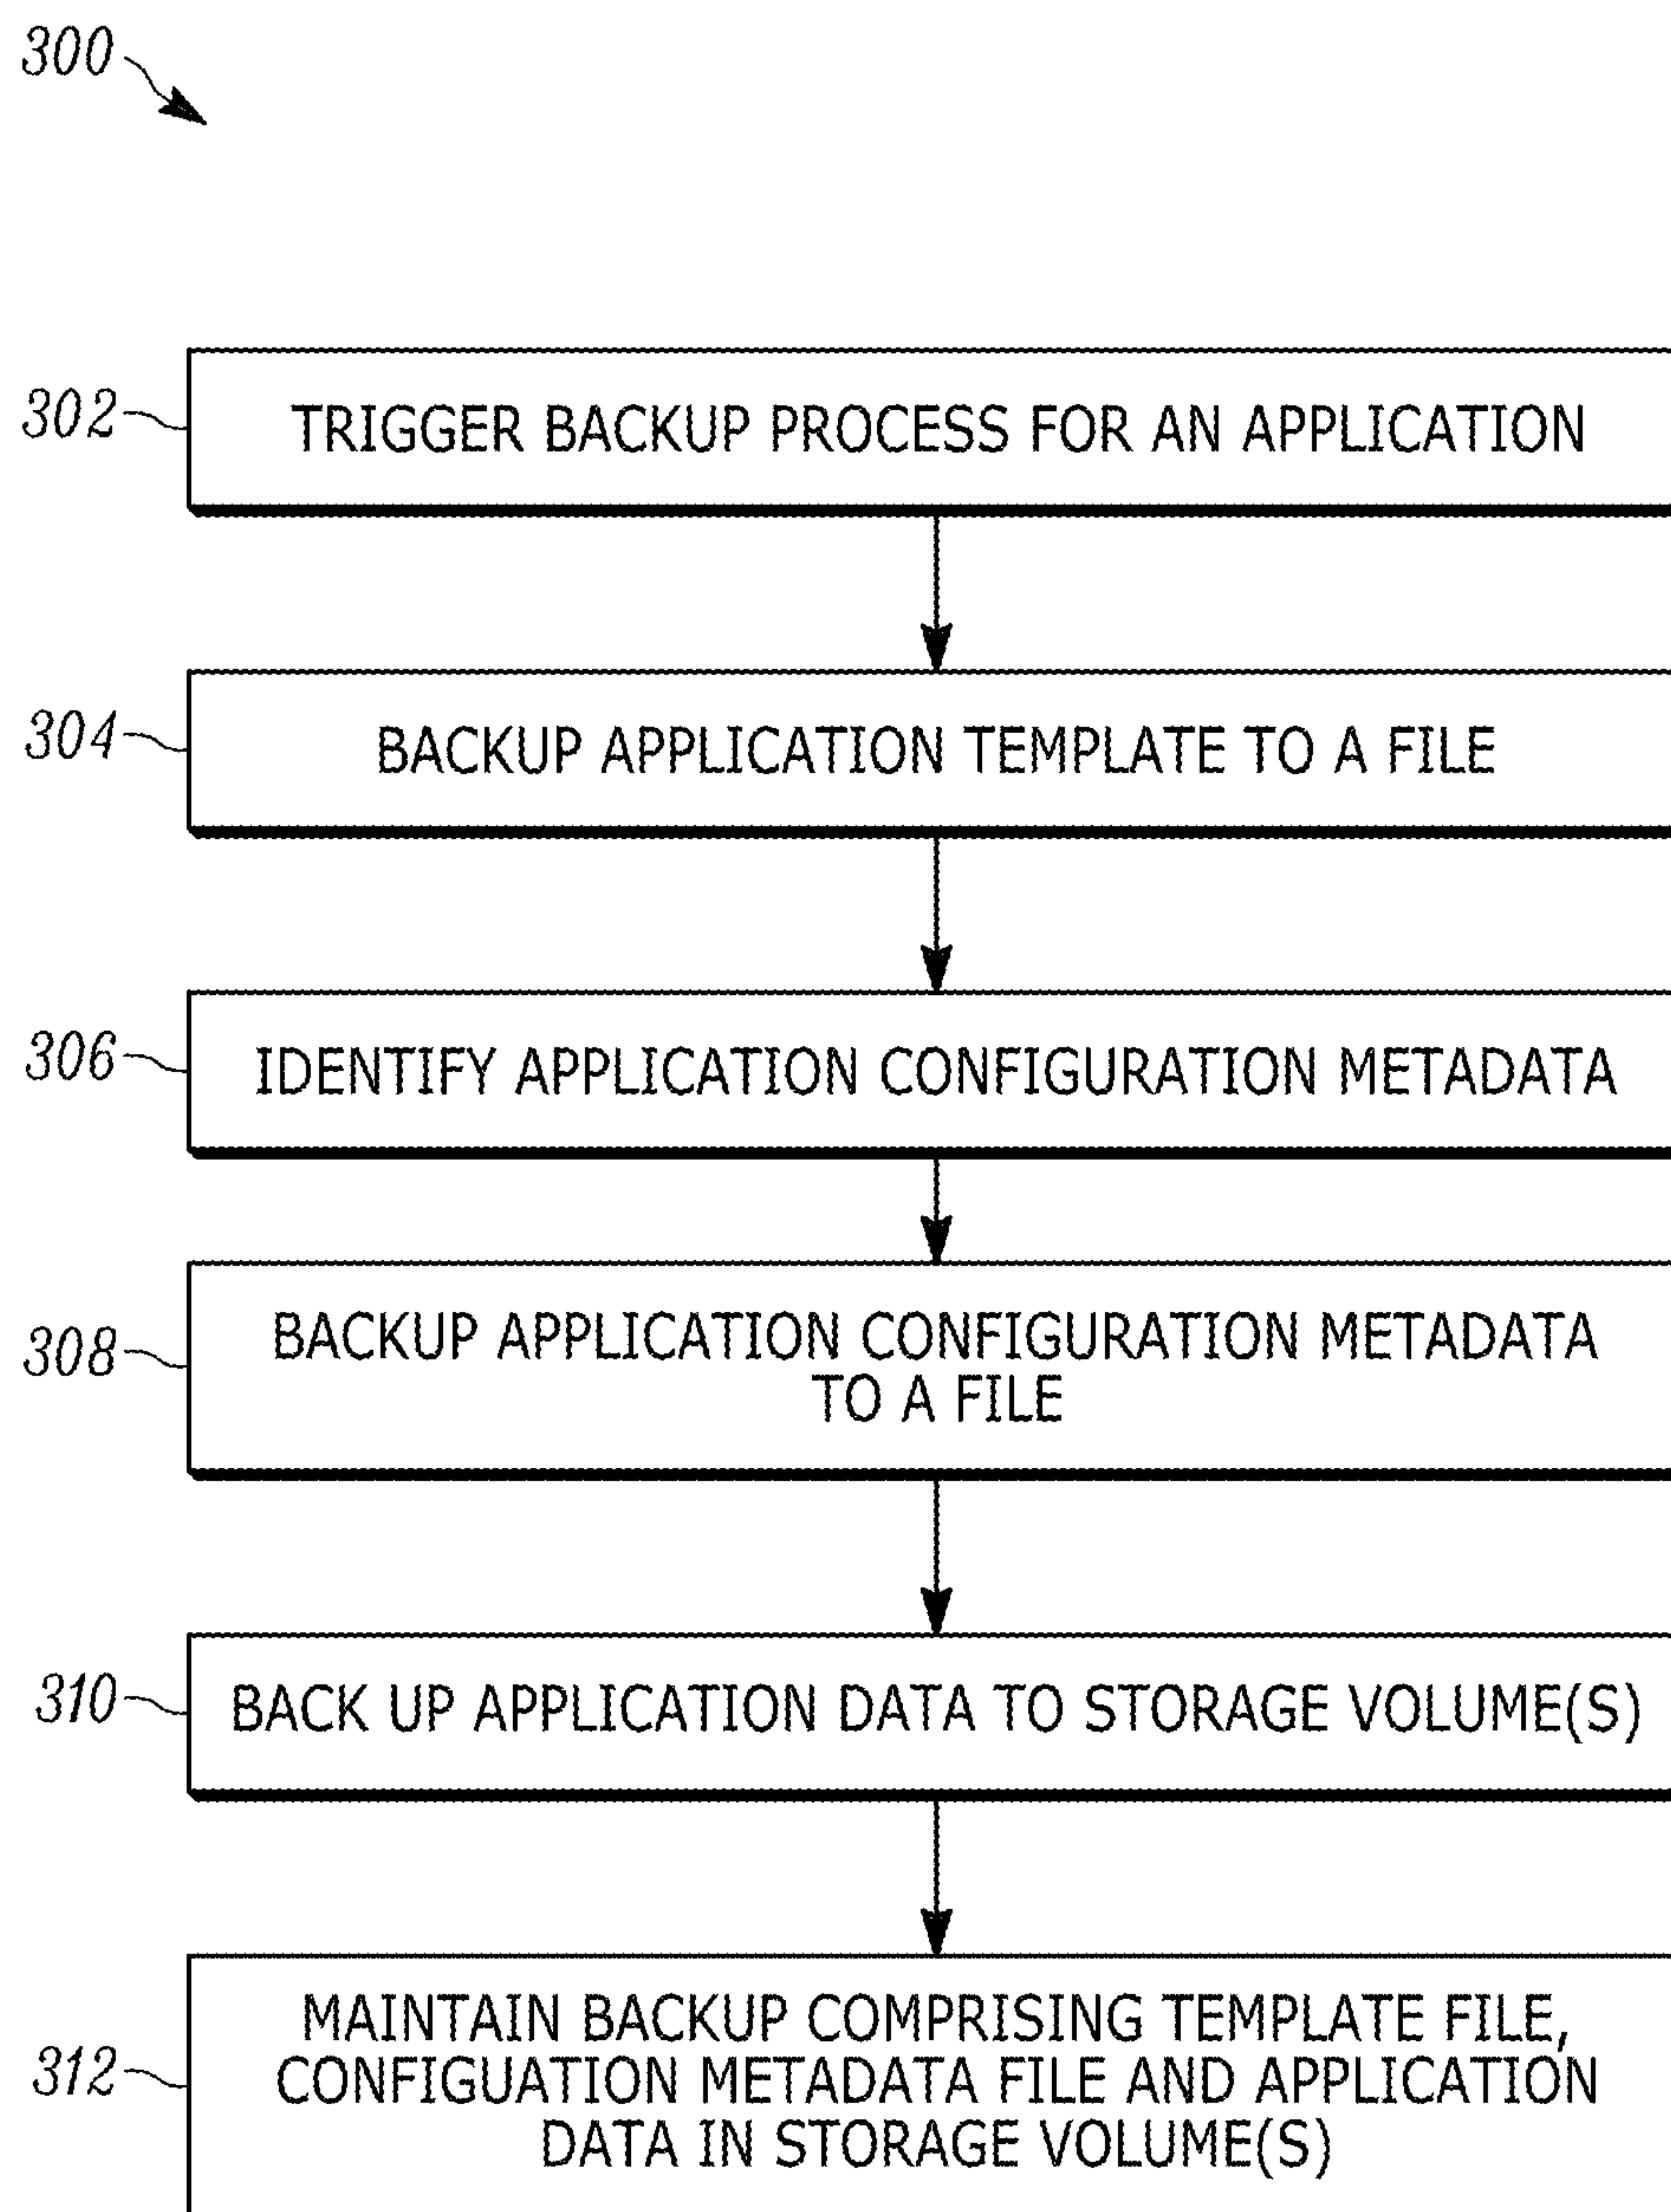 300
302
TRIGGER BACKUP PROCESS FOR AN APPLICATION
304
BACKUP APPLICATION TEMPLATE TO A FILE
306
IDENTIFY APPLICATION CONFIGURATION METADATA
308
BACKUP APPLICATION CONFIGURATION METADATA
TO A FILE
310
BACK UP APPLICATION DATA TO STORAGE VOLUME(S)
312
MAINTAIN BACKUP COMPRISING TEMPLATE FILE,
CONFIGUATION METADATA FILE AND APPLICATION
DATA IN STORAGE VOLUME(S)